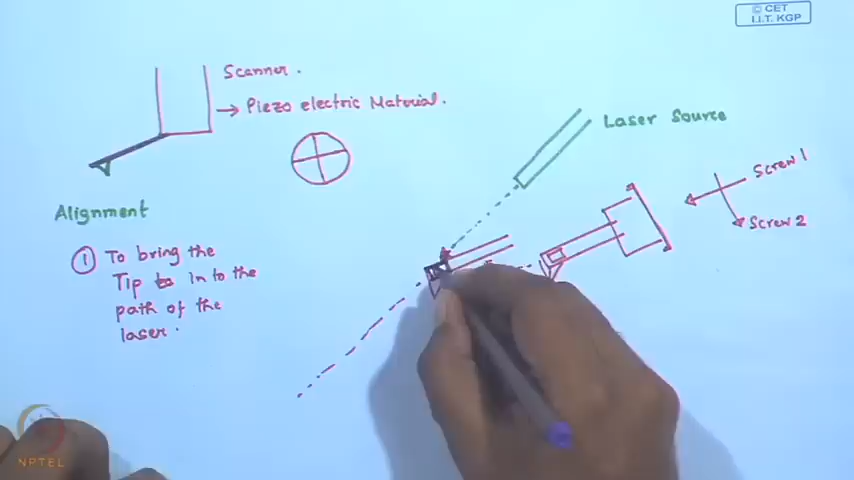 © CET
I.I.T. KGP
Scanner.
→ Piezo electric Material.
Laser Source
Screw 1
Screw 2
Alignment
① To bring the
Tip to in to the
path of the
laser.
NPTEL